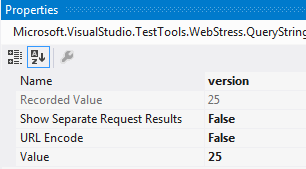 Properties
Microsoft.VisualStudio.TestTools.WebStress.QueryString
Name version
Recorded Value 25
Show Separate Request Results False
URL Encode False
Value 25